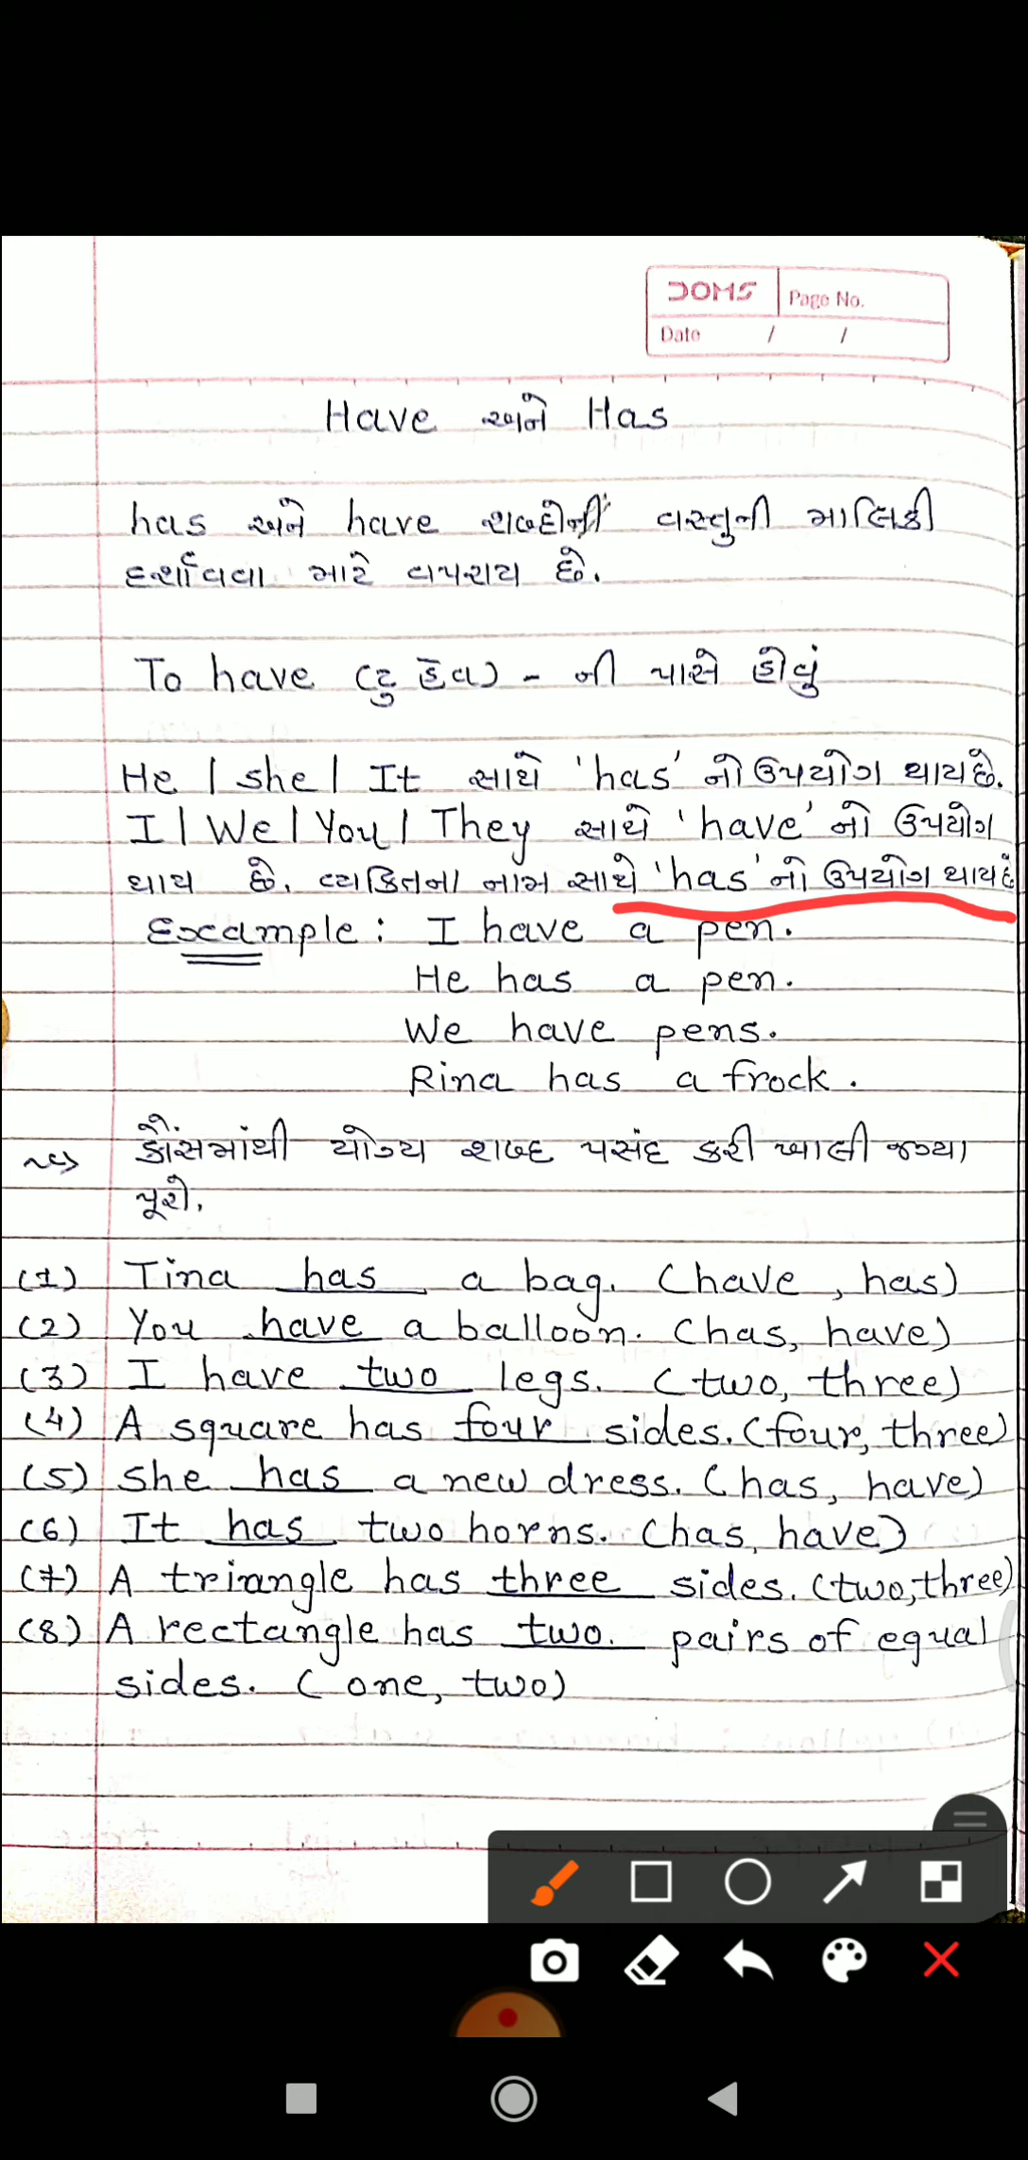 DOMS Page No.
Date / /
Have અને Has
has અને have શબ્દોની વસ્તુની માલિકી
દર્શાવવા માટે વપરાય છે.
To have (ટુ હેવ) - ની પાસે હોવું
He | she | It સાથે 'has' નો ઉપયોગ થાય છે.
I | We | You | They સાથે 'have' નો ઉપયોગ
થાય છે. વ્યકિતના નામ સાથે 'has' નો ઉપયોગ થાય છે
Example : I have a pen.
He has a pen.
We have pens.
Rina has a frock .
કૌંસમાંથી યોગ્ય શબ્દ પસંદ કરી ખાલી જગ્યા
પૂરો.
(1) Tina has a bag. (have , has)
(2) You have a balloon. (has, have)
(3) I have two legs. (two, three)
(4) A square has four sides. (four, three)
(5) she has a new dress. (has, have)
(6) It has two horns. (has, have)
(7) A triangle has three sides. (two, three)
(8) A rectangle has two. pairs of equal
sides. ( one, two)